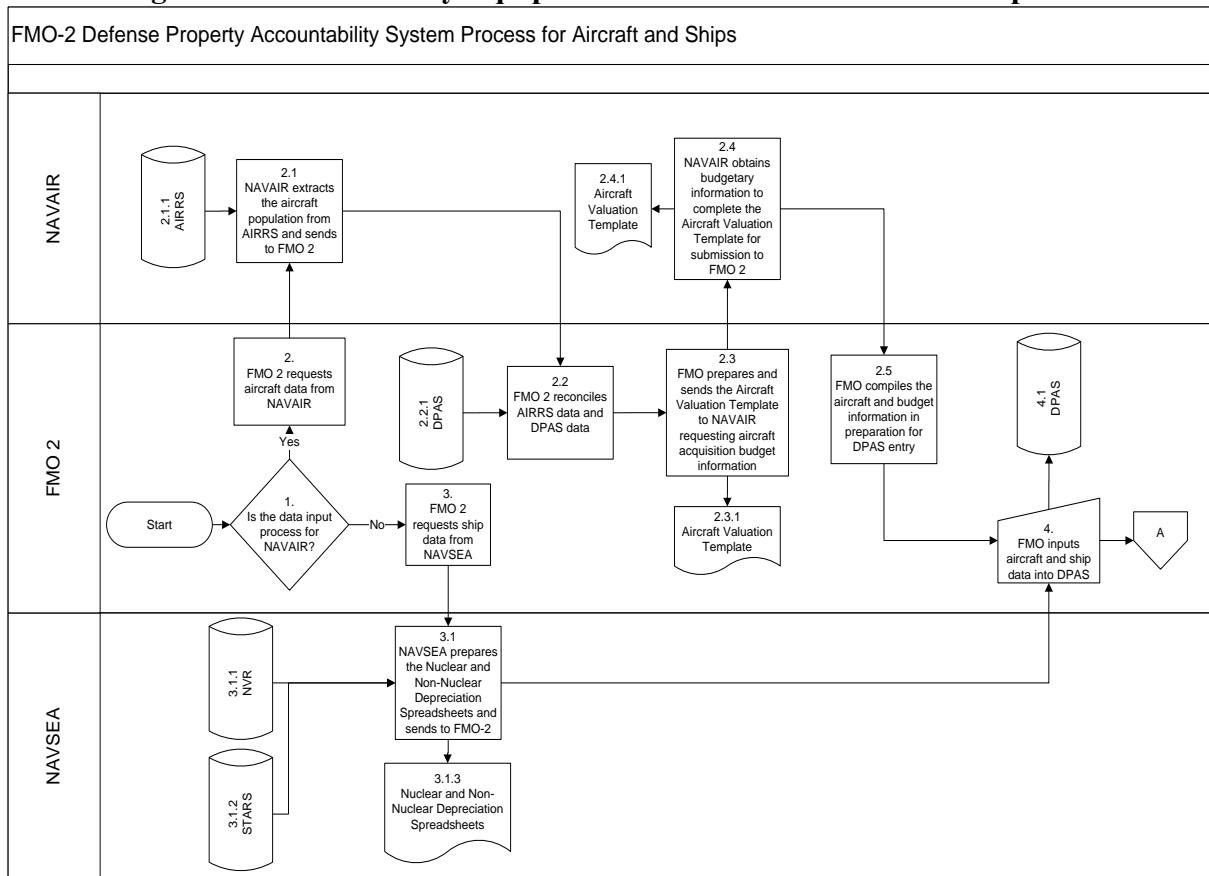 FMO-2 Defense Property Accountability System Process for Aircraft and Ships
NAVAIR
2.1.1
AIRRS
2.1
NAVAIR extracts
the aircraft
population from
AIRRS and sends
to FMO 2
2.4.1
Aircraft
Valuation
Template
2.4
NAVAIR obtains
budgetary
information to
complete the
Aircraft Valuation
Template for
submission to
FMO 2
FMO 2
2.
FMO 2 requests
aircraft data from
NAVAIR
Yes
Start
1.
Is the data input
process for
NAVAIR?
No
3.
FMO 2
requests ship
data from
NAVSEA
2.2.1
DPAS
2.2
FMO 2 reconciles
AIRRS data and
DPAS data
2.3
FMO prepares and
sends the Aircraft
Valuation Template
to NAVAIR
requesting aircraft
acquisition budget
information
2.3.1
Aircraft Valuation
Template
2.5
FMO compiles the
aircraft and budget
information in
preparation for
DPAS entry
4.1
DPAS
4.
FMO inputs
aircraft and ship
data into DPAS
A
NAVSEA
3.1.1
NVR
3.1.2
STARS
3.1
NAVSEA prepares
the Nuclear and
Non-Nuclear
Depreciation
Spreadsheets and
sends to FMO-2
3.1.3
Nuclear and Non-
Nuclear Depreciation
Spreadsheets